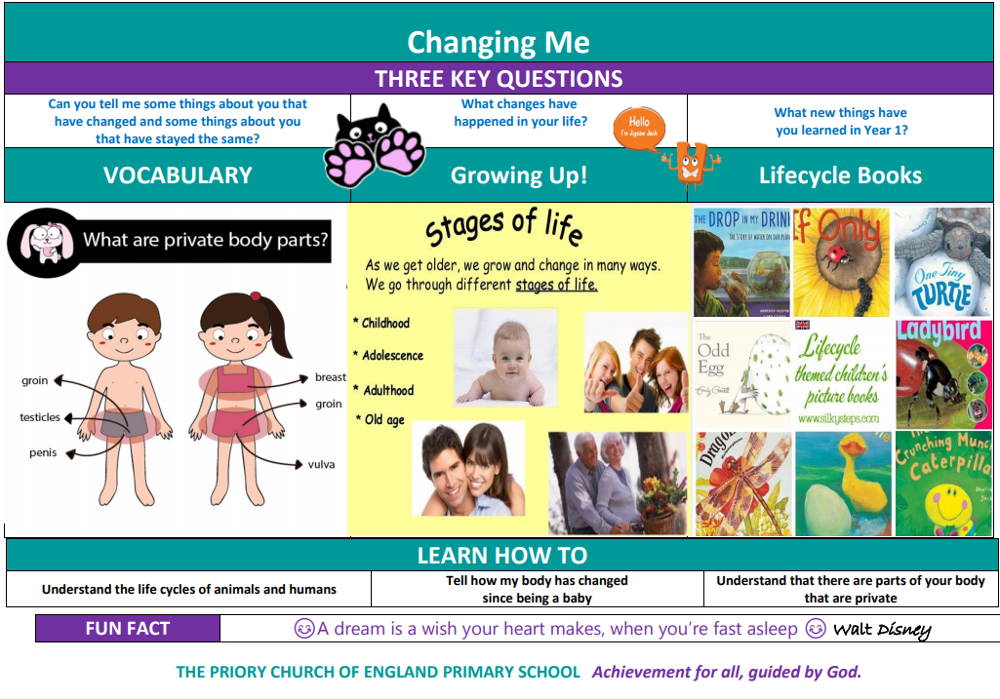 Changing Me
THREE KEY QUESTIONS
Can you tell me some things about you that
have changed and some things about you
that have stayed the same?
What changes have
happened in your life?
Hello
I'm Jigsaw Jack
What new things have
you learned in Year 1?
VOCABULARY
Growing Up!
Lifecycle Books
What are private body parts?
groin
testicles
penis
breast
groin
vulva
Stages of life
As we get older, we grow and change in many ways.
We go through different stages of life.
* Childhood
* Adolescence
* Adulthood
* Old age
THE DROP IN MY DRINK
THE STORY OF WATER ON OUR PLAN
If Only
One Tiny
TURTLE
The
Odd
Egg
Emily Gravett
Lifecycle
themed children's
picture books
www.silkysteps.com
Ladybird
Dragon
Crunching Munc
Caterpilla
LEARN HOW TO
Understand the life cycles of animals and humans
Tell how my body has changed
since being a baby
Understand that there are parts of your body
that are private
FUN FACT
😊A dream is a wish your heart makes, when you're fast asleep 😊 Walt Disney
THE PRIORY CHURCH OF ENGLAND PRIMARY SCHOOL Achievement for all, guided by God.